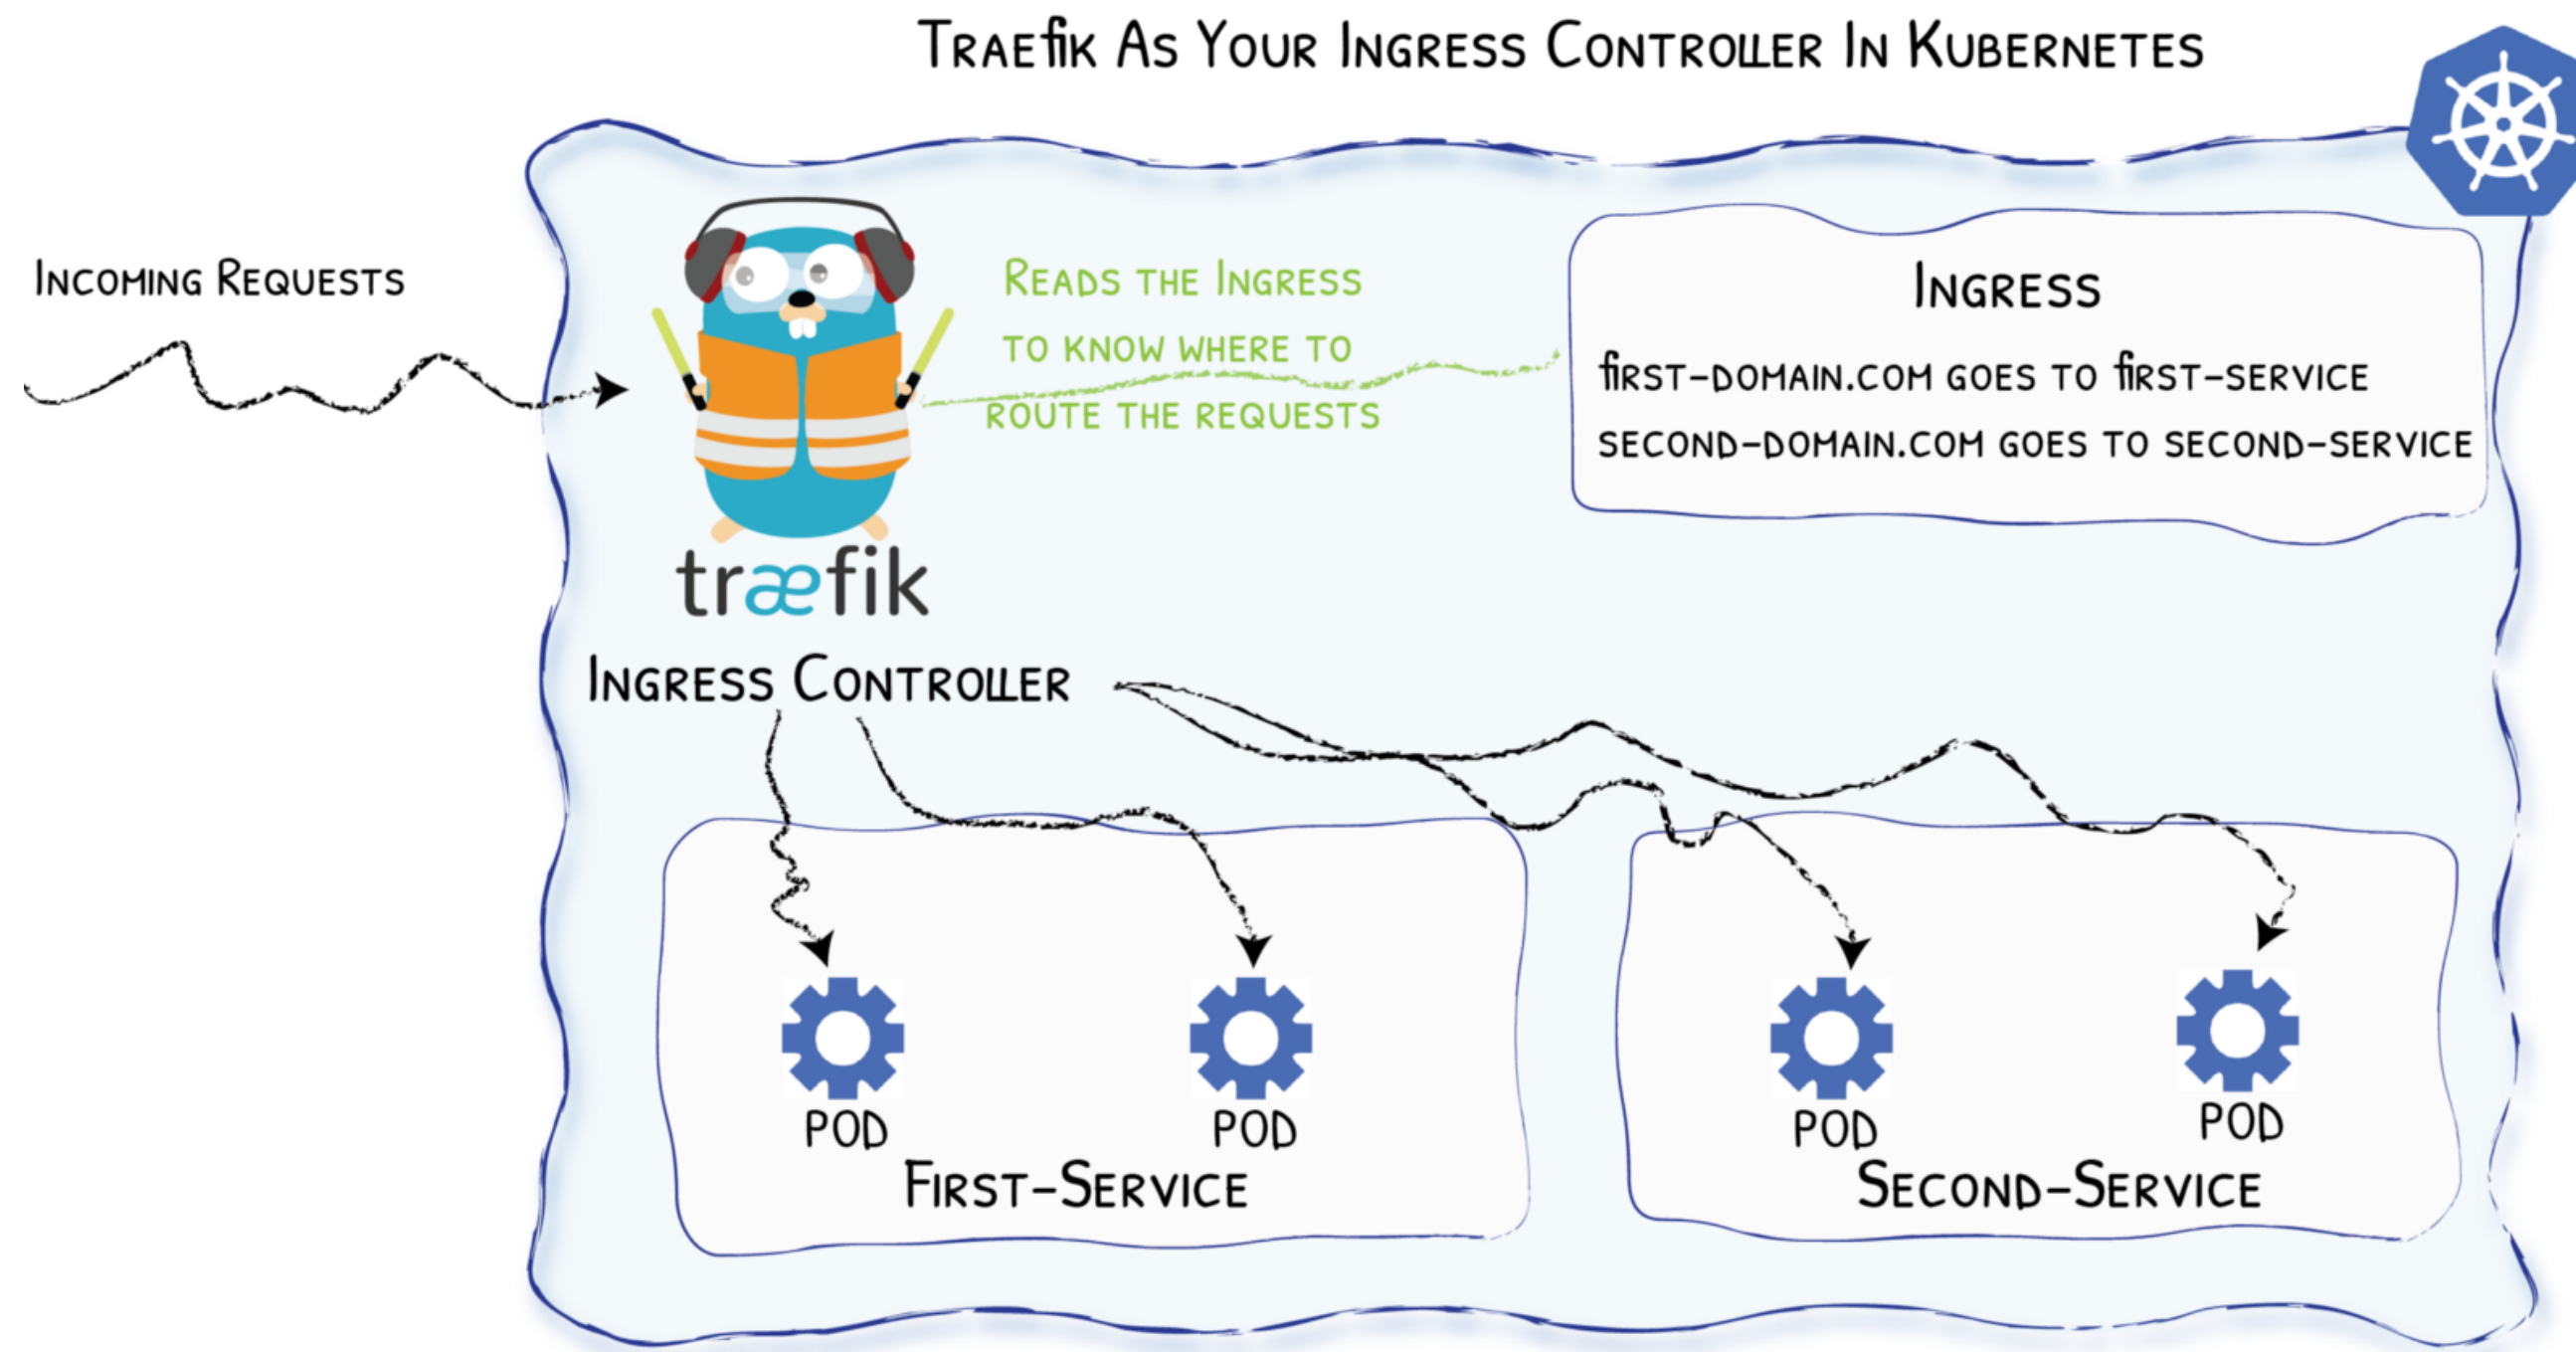 Traefik As Your Ingress Controller In Kubernetes
Incoming Requests
Reads the Ingress
to know where to
route the requests
Ingress
first-domain.com goes to first-service
second-domain.com goes to second-service
træfik
Ingress Controller
pod
pod
pod
pod
First-Service
Second-Service